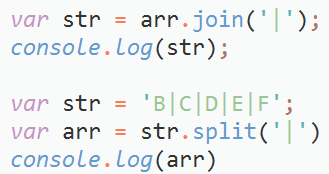 var str = arr.join('|');
console.log(str);
var str = 'B|C|D|E|F';
var arr = str.split('|')
console.log(arr)